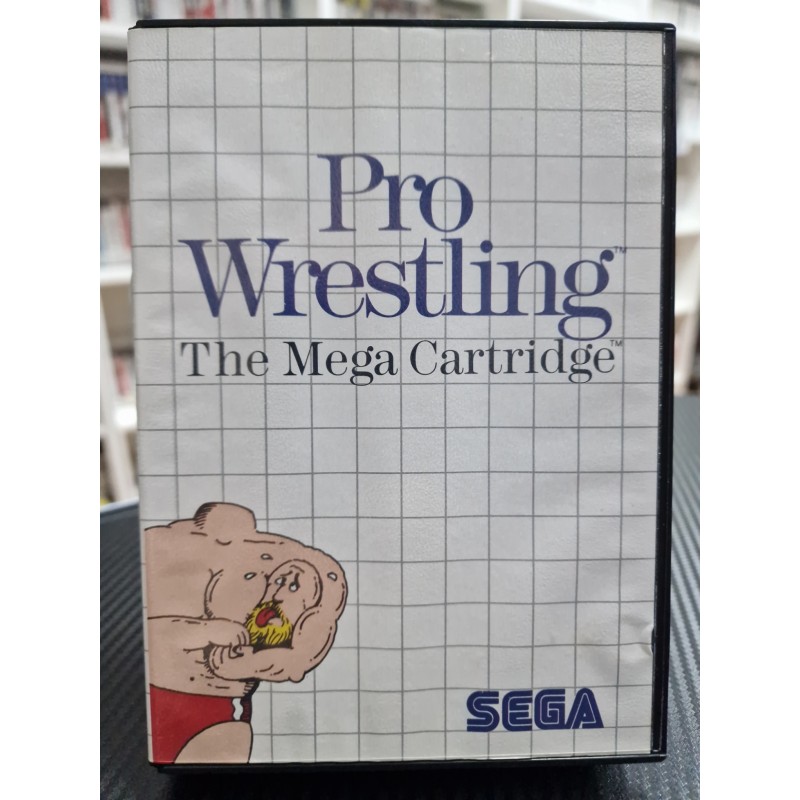 Pro
Wrestling™
The Mega Cartridge™
SEGA